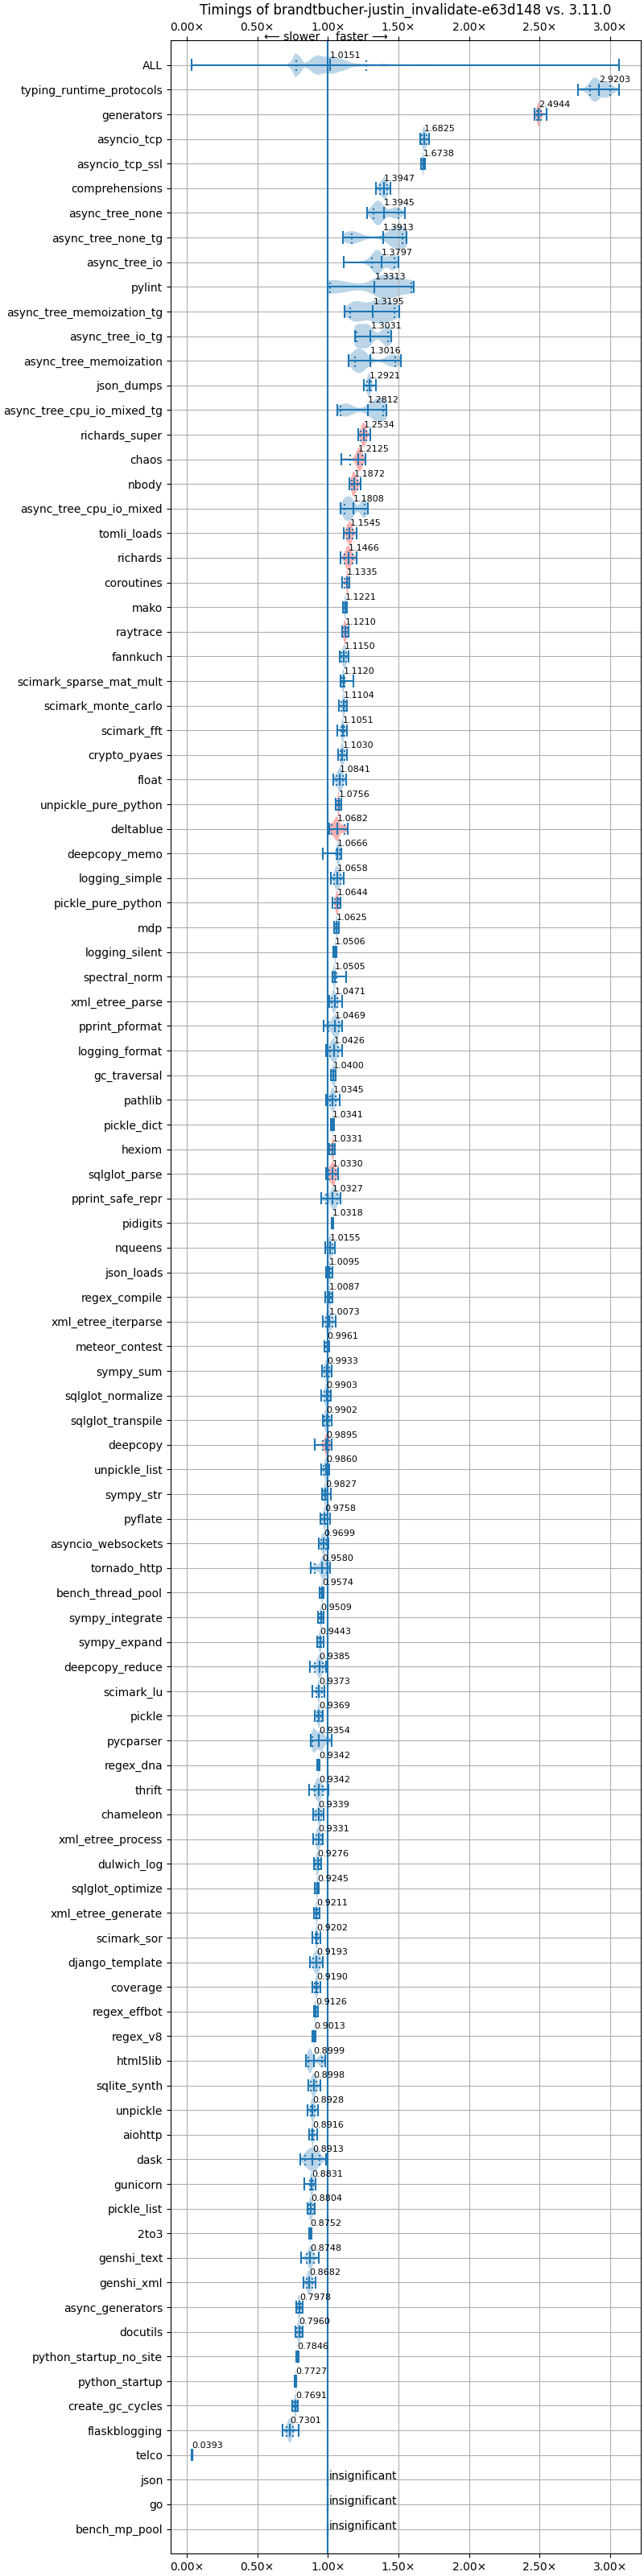 Timings of brandtbucher-justin_invalidate-e63d148 vs. 3.11.0
0.00× 0.50× 1.00× 1.50× 2.00× 2.50× 3.00×
⟵ slower faster ⟶
ALL 1.0151
typing_runtime_protocols 2.9203
generators 2.4944
asyncio_tcp 1.6825
asyncio_tcp_ssl 1.6738
comprehensions 1.3947
async_tree_none 1.3945
async_tree_none_tg 1.3913
async_tree_io 1.3797
pylint 1.3313
async_tree_memoization_tg 1.3195
async_tree_io_tg 1.3031
async_tree_memoization 1.3016
json_dumps 1.2921
async_tree_cpu_io_mixed_tg 1.2812
richards_super 1.2534
chaos 1.2125
nbody 1.1872
async_tree_cpu_io_mixed 1.1808
tomli_loads 1.1545
richards 1.1466
coroutines 1.1335
mako 1.1221
raytrace 1.1210
fannkuch 1.1150
scimark_sparse_mat_mult 1.1120
scimark_monte_carlo 1.1104
scimark_fft 1.1051
crypto_pyaes 1.1030
float 1.0841
unpickle_pure_python 1.0756
deltablue 1.0682
deepcopy_memo 1.0666
logging_simple 1.0658
pickle_pure_python 1.0644
mdp 1.0625
logging_silent 1.0506
spectral_norm 1.0505
xml_etree_parse 1.0471
pprint_pformat 1.0469
logging_format 1.0426
gc_traversal 1.0400
pathlib 1.0345
pickle_dict 1.0341
hexiom 1.0331
sqlglot_parse 1.0330
pprint_safe_repr 1.0327
pidigits 1.0318
nqueens 1.0155
json_loads 1.0095
regex_compile 1.0087
xml_etree_iterparse 1.0073
meteor_contest 0.9961
sympy_sum 0.9933
sqlglot_normalize 0.9903
sqlglot_transpile 0.9902
deepcopy 0.9895
unpickle_list 0.9860
sympy_str 0.9827
pyflate 0.9758
asyncio_websockets 0.9699
tornado_http 0.9580
bench_thread_pool 0.9574
sympy_integrate 0.9509
sympy_expand 0.9443
deepcopy_reduce 0.9385
scimark_lu 0.9373
pickle 0.9369
pycparser 0.9354
regex_dna 0.9342
thrift 0.9342
chameleon 0.9339
xml_etree_process 0.9331
dulwich_log 0.9276
sqlglot_optimize 0.9245
xml_etree_generate 0.9211
scimark_sor 0.9202
django_template 0.9193
coverage 0.9190
regex_effbot 0.9126
regex_v8 0.9013
html5lib 0.8999
sqlite_synth 0.8998
unpickle 0.8928
aiohttp 0.8916
dask 0.8913
gunicorn 0.8831
pickle_list 0.8804
2to3 0.8752
genshi_text 0.8748
genshi_xml 0.8682
async_generators 0.7978
docutils 0.7960
python_startup_no_site 0.7846
python_startup 0.7727
create_gc_cycles 0.7691
flaskblogging 0.7301
telco 0.0393
json insignificant
go insignificant
bench_mp_pool insignificant
0.00× 0.50× 1.00× 1.50× 2.00× 2.50× 3.00×